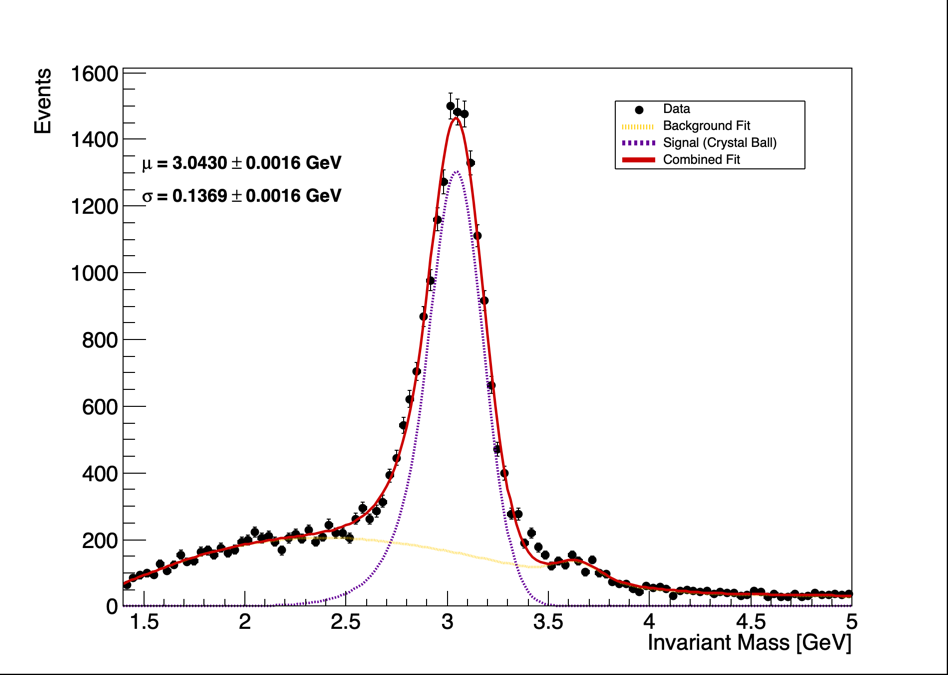 Events
1600
1400
1200
1000
800
600
400
200
0
μ = 3.0430 ± 0.0016 GeV
σ = 0.1369 ± 0.0016 GeV
Data
Background Fit
Signal (Crystal Ball)
Combined Fit
1.5 2 2.5 3 3.5 4 4.5 5
Invariant Mass [GeV]